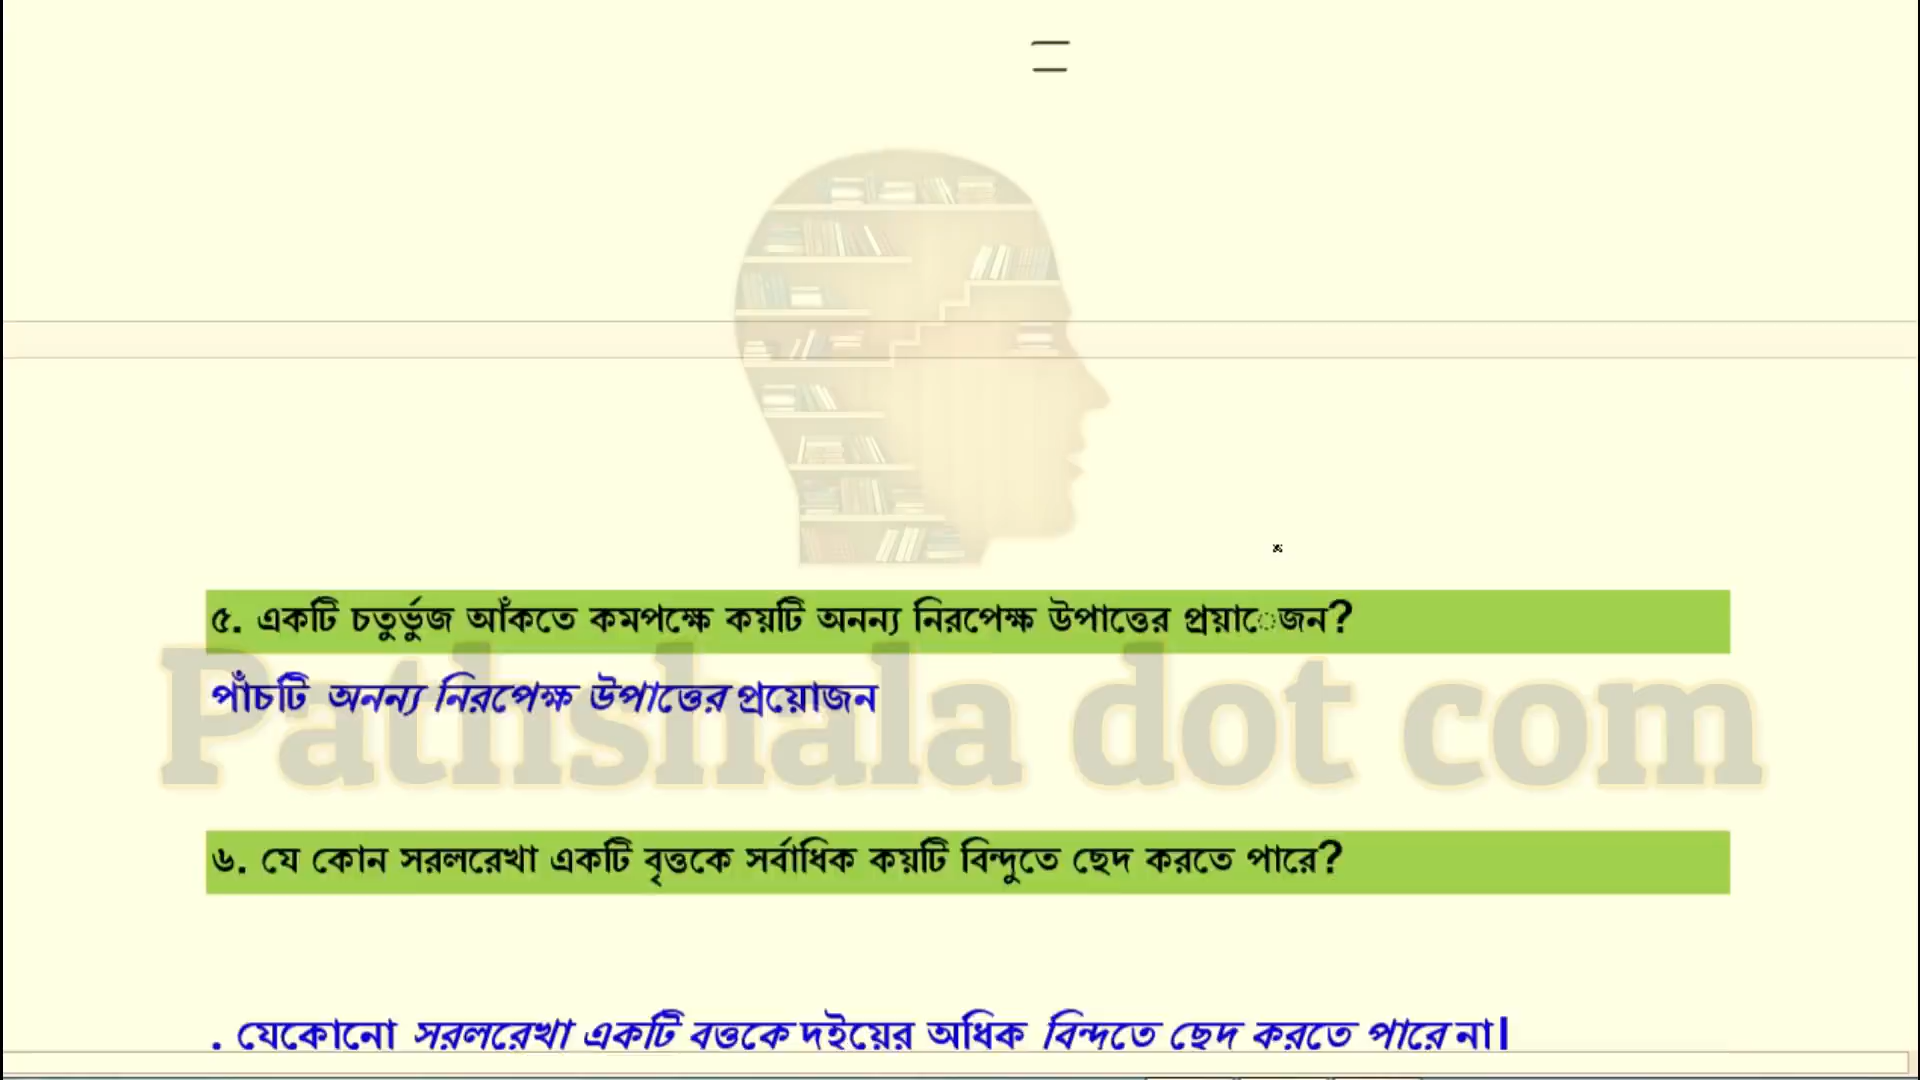 ৫. একটি চতুর্ভুজ আঁকতে কমপক্ষে কয়টি অনন্য নিরপেক্ষ উপাত্তের প্রয়ােজন?
পাঁচটি অনন্য নিরপেক্ষ উপাত্তের প্রয়োজন
Pathshala dot com
৬. যে কোন সরলরেখা একটি বৃত্তকে সর্বাধিক কয়টি বিন্দুতে ছেদ করতে পারে?
. যেকোনো সরলরেখা একটি বৃত্তকে দুইয়ের অধিক বিন্দুতে ছেদ করতে পারে না।